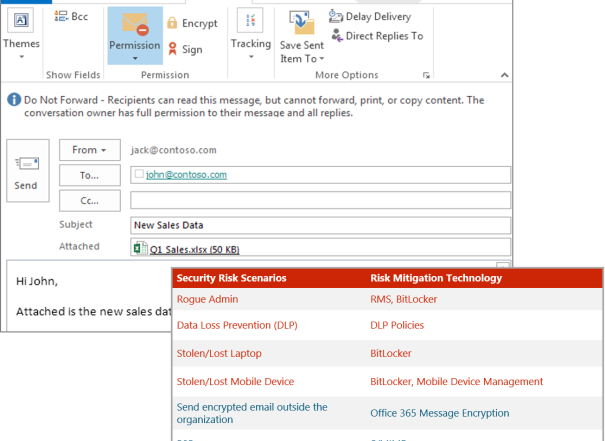 Bcc
Encrypt
Delay Delivery
Themes
Permission
Sign
Tracking
Save Sent
Item To
Direct Replies To
Show Fields
Permission
More Options
Do Not Forward - Recipients can read this message, but cannot forward, print, or copy content. The
conversation owner has full permission to their message and all replies.
From
jack@contoso.com
Send
To...
john@contoso.com
Cc...
Subject
New Sales Data
Attached
Q1 Sales.xlsx (50 KB)
Hi John,
Attached is the new sales dat
Security Risk Scenarios Risk Mitigation Technology
Rogue Admin RMS, BitLocker
Data Loss Prevention (DLP) DLP Policies
Stolen/Lost Laptop BitLocker
Stolen/Lost Mobile Device BitLocker, Mobile Device Management
Send encrypted email outside the
organization
Office 365 Message Encryption